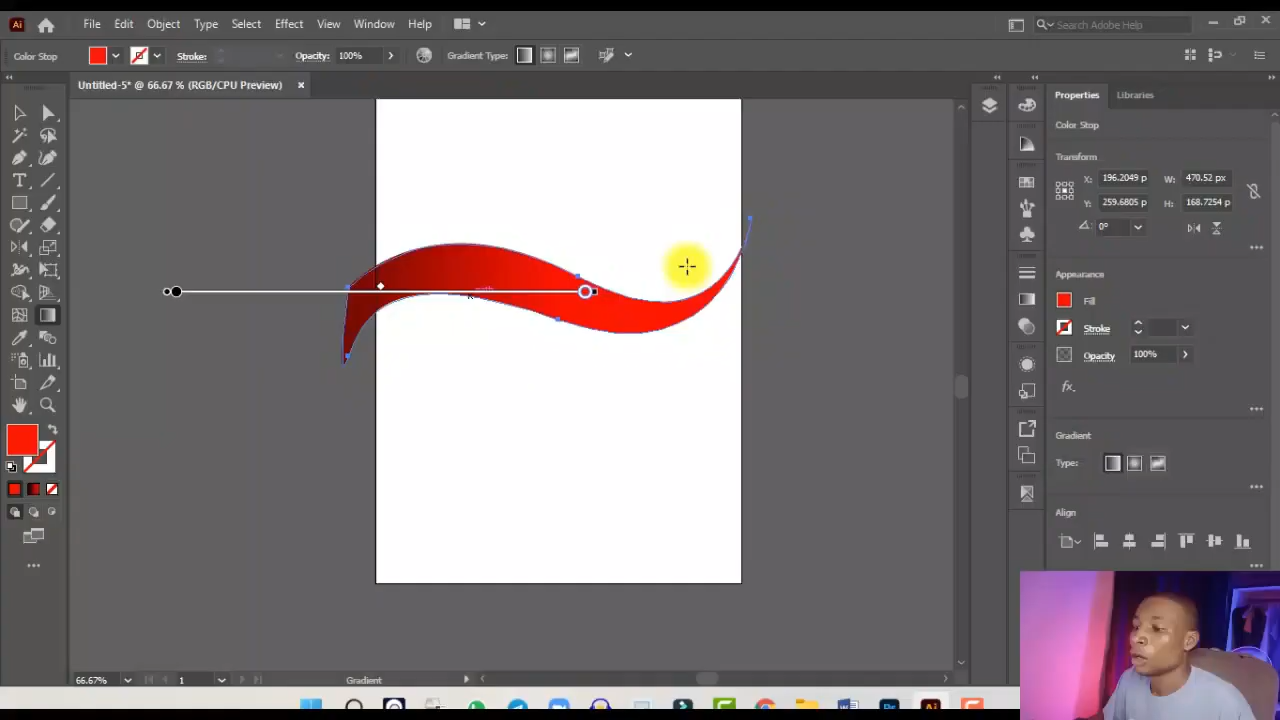 Ai File Edit Object Type Select Effect View Window Help Search Adobe Help
Color Stop Stroke: Opacity: 100% Gradient Type:
Untitled-5* @ 66.67 % (RGB/CPU Preview)
Properties Libraries
Color Stop
Transform
X: 196.2049 p W: 470.52 px
Y: 259.6805 p H: 168.7254 p
0°
Appearance
Fill
Stroke
Opacity 100%
fx
Gradient
Type:
Align
66.67% 1 Gradient